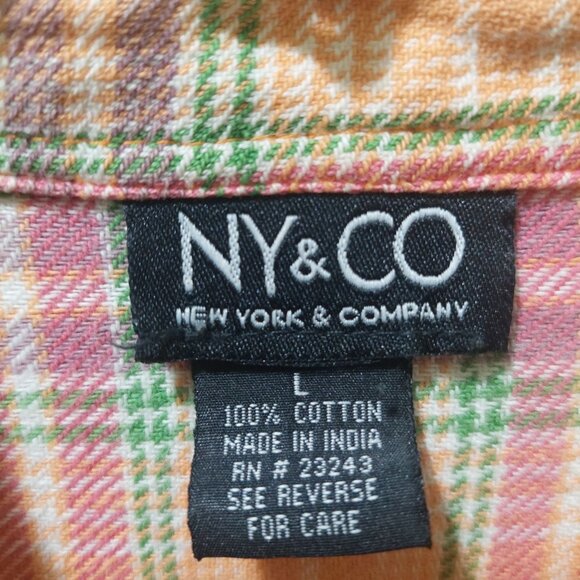 NY&CO
NEW YORK & COMPANY
L
100% COTTON
MADE IN INDIA
RN # 23243
SEE REVERSE
FOR CARE